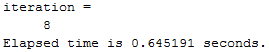 iteration =
8
Elapsed time is 0.645191 seconds.